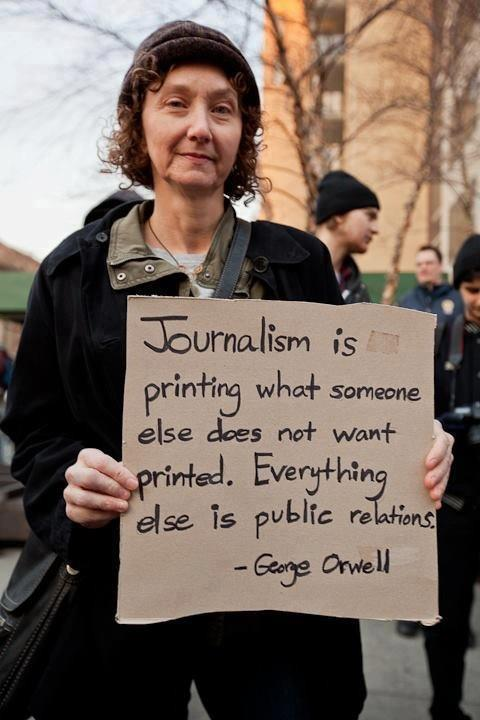 Journalism is
printing what someone
else does not want
printed. Everything
else is public relations.
- George Orwell